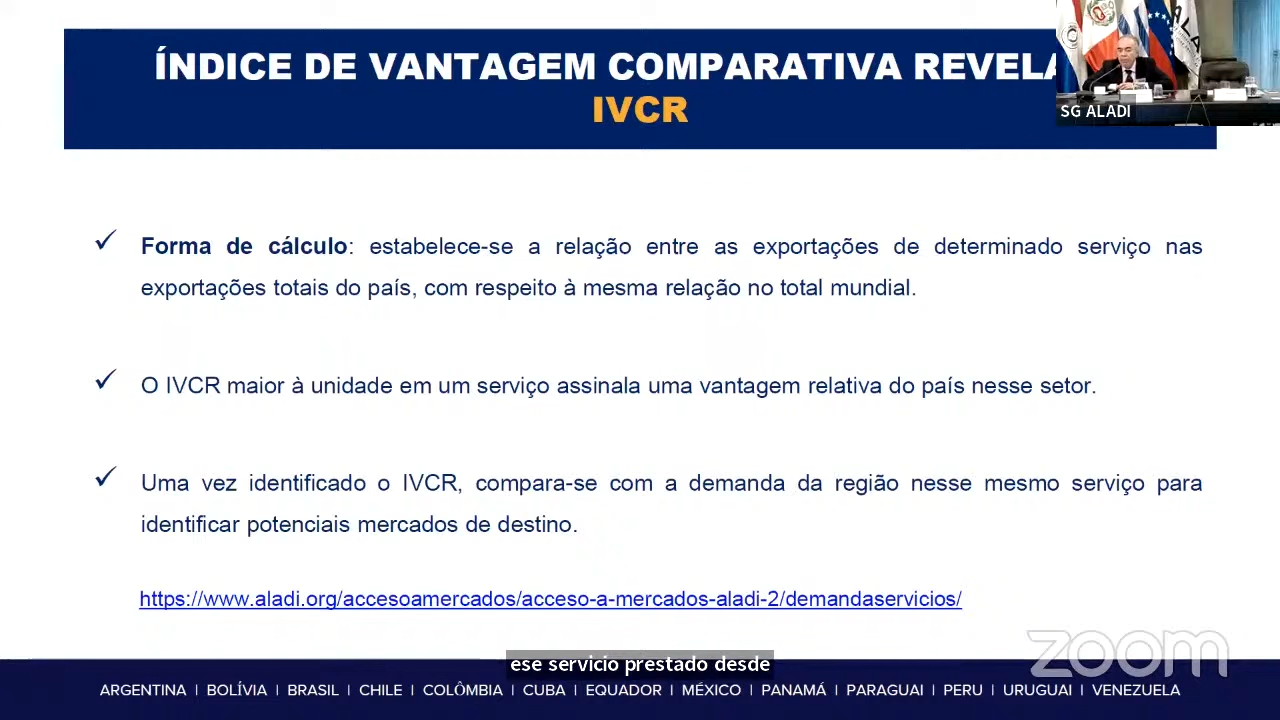 ÍNDICE DE VANTAGEM COMPARATIVA REVELA
IVCR
SG ALADI
✓ Forma de cálculo: estabelece-se a relação entre as exportações de determinado serviço nas
exportações totais do país, com respeito à mesma relação no total mundial.
✓ O IVCR maior à unidade em um serviço assinala uma vantagem relativa do país nesse setor.
✓ Uma vez identificado o IVCR, compara-se com a demanda da região nesse mesmo serviço para
identificar potenciais mercados de destino.
https://www.aladi.org/accesoamercados/acceso-a-mercados-aladi-2/demandaservicios/
zoom
ese servicio prestado desde
ARGENTINA | BOLÍVIA | BRASIL | CHILE | COLÔMBIA | CUBA | EQUADOR | MÉXICO | PANAMÁ | PARAGUAI | PERU | URUGUAI | VENEZUELA